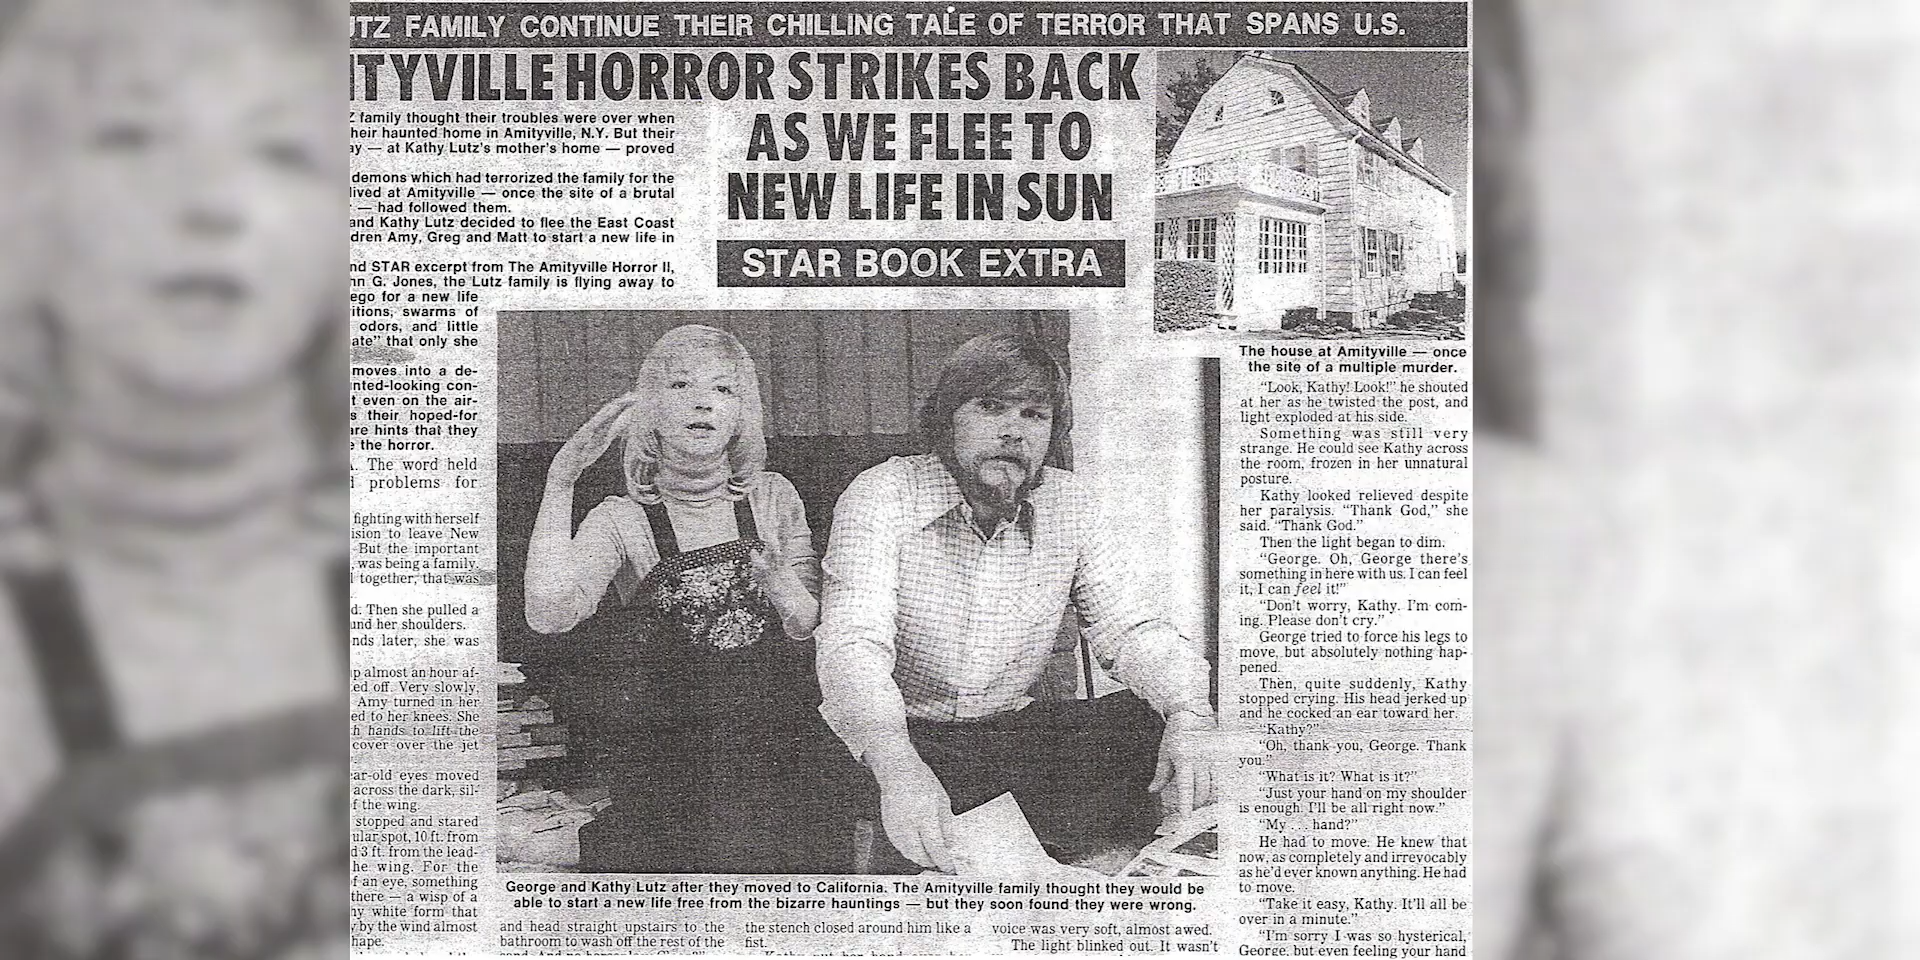 UTZ FAMILY CONTINUE THEIR CHILLING TALE OF TERROR THAT SPANS U.S.
ITYVILLE HORROR STRIKES BACK
AS WE FLEE TO
NEW LIFE IN SUN
STAR BOOK EXTRA
Z family thought their troubles were over when
heir haunted home in Amityville, N.Y. But their
ay — at Kathy Lutz's mother's home — proved
demons which had terrorized the family for the
lived at Amityville — once the site of a brutal
— had followed them.
and Kathy Lutz decided to flee the East Coast
dren Amy, Greg and Matt to start a new life in
nd STAR excerpt from The Amityville Horror II,
hn G. Jones, the Lutz family is flying away to
ego for a new life
itions, swarms of
odors, and little
ate" that only she
moves into a de-
nted-looking con-
t even on the air-
s their hoped-for
are hints that they
e the horror.
. The word held
d problems for
fighting with herself
ision to leave New
But the important
, was being a family.
l together, that was
d. Then she pulled a
und her shoulders.
nds later, she was
p almost an hour af-
ed off. Very slowly,
Amy turned in her
ed to her knees. She
h hands to lift the
cover over the jet
ear-old eyes moved
across the dark, sil-
f the wing.
stopped and stared
ular spot, 10 ft. from
d 3 ft. from the lead-
he wing. For the
f an eye, something
there — a wisp of a
ny white form that
y by the wind almost
hape.
George and Kathy Lutz after they moved to California. The Amityville family thought they would be
able to start a new life free from the bizarre hauntings — but they soon found they were wrong.
and head straight upstairs to the
bathroom to wash off the rest of the
the stench closed around him like a
fist.
voice was very soft, almost awed.
The light blinked out. It wasn't
The house at Amityville — once
the site of a multiple murder.
"Look, Kathy! Look!" he shouted
at her as he twisted the post, and
light exploded at his side.
Something was still very
strange. He could see Kathy across
the room, frozen in her unnatural
posture.
Kathy looked relieved despite
her paralysis. "Thank God," she
said. "Thank God."
Then the light began to dim.
"George. Oh, George there's
something in here with us. I can feel
it, I can feel it!"
"Don't worry, Kathy. I'm com-
ing. Please don't cry."
George tried to force his legs to
move, but absolutely nothing hap-
pened.
Then, quite suddenly, Kathy
stopped crying. His head jerked up
and he cocked an ear toward her.
"Kathy?"
"Oh, thank you, George. Thank
you."
"What is it? What is it?"
"Just your hand on my shoulder
is enough. I'll be all right now."
"My . . . hand?"
He had to move. He knew that
now, as completely and irrevocably
as he'd ever known anything. He had
to move.
"Take it easy, Kathy. It'll all be
over in a minute."
"I'm sorry I was so hysterical,
George, but even feeling your hand